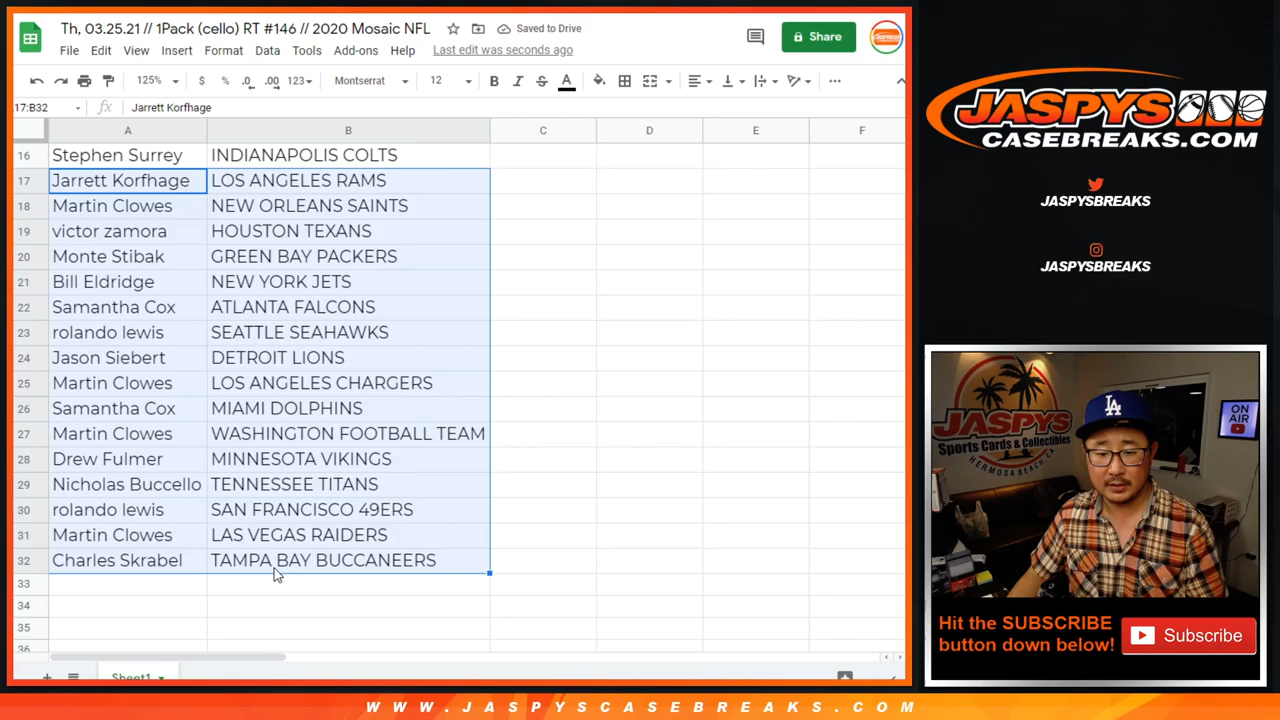 Th, 03.25.21 // 1Pack (cello) RT #146 // 2020 Mosaic NFL
Saved to Drive
Share
File Edit View Insert Format Data Tools Add-ons Help Last edit was seconds ago
125% $ % .0 .00 123 Montserrat 12 B I S A
17:B32 fx Jarrett Korfhage
A B C D E F
16 Stephen Surrey INDIANAPOLIS COLTS
17 Jarrett Korfhage LOS ANGELES RAMS
18 Martin Clowes NEW ORLEANS SAINTS
19 victor zamora HOUSTON TEXANS
20 Monte Stibak GREEN BAY PACKERS
21 Bill Eldridge NEW YORK JETS
22 Samantha Cox ATLANTA FALCONS
23 rolando lewis SEATTLE SEAHAWKS
24 Jason Siebert DETROIT LIONS
25 Martin Clowes LOS ANGELES CHARGERS
26 Samantha Cox MIAMI DOLPHINS
27 Martin Clowes WASHINGTON FOOTBALL TEAM
28 Drew Fulmer MINNESOTA VIKINGS
29 Nicholas Buccello TENNESSEE TITANS
30 rolando lewis SAN FRANCISCO 49ERS
31 Martin Clowes LAS VEGAS RAIDERS
32 Charles Skrabel TAMPA BAY BUCCANEERS
33
34
35
36
Sheet1
JASPYS
CASEBREAKS.COM
JASPYSBREAKS
JASPYSBREAKS
JASPYS
Sports Cards & Collectibles
HERMOSA BEACH, CA
LA
ON
AIR
Hit the SUBSCRIBE
button down below!
Subscribe
WWW.JASPYSCASEBREAKS.COM